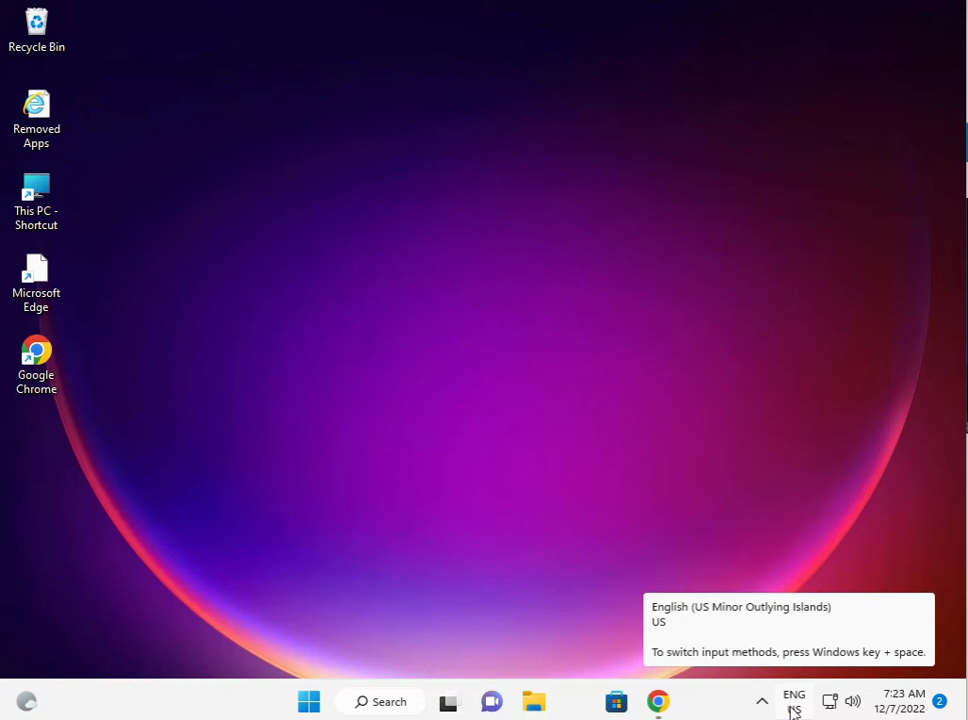 Recycle Bin
Removed
Apps
This PC -
Shortcut
Microsoft
Edge
Google
Chrome
English (US Minor Outlying Islands)
US
To switch input methods, press Windows key + space.
Search
ENG
US
7:23 AM
12/7/2022
2